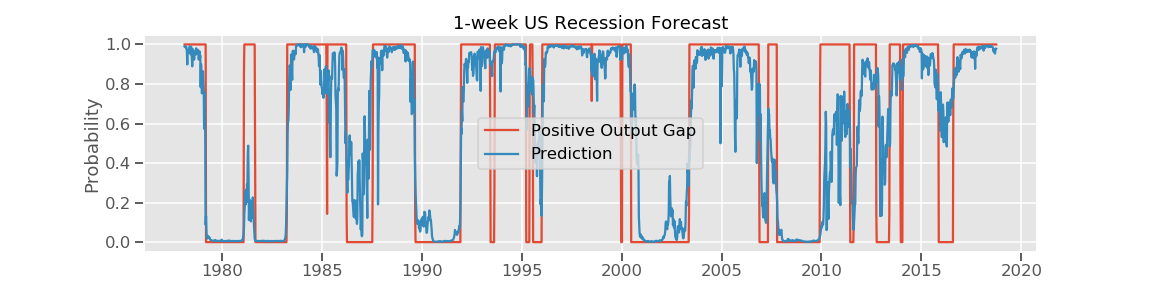 1-week US Recession Forecast
Probability
1.0
0.8
0.6
0.4
0.2
0.0
Positive Output Gap
Prediction
1980 1985 1990 1995 2000 2005 2010 2015 2020